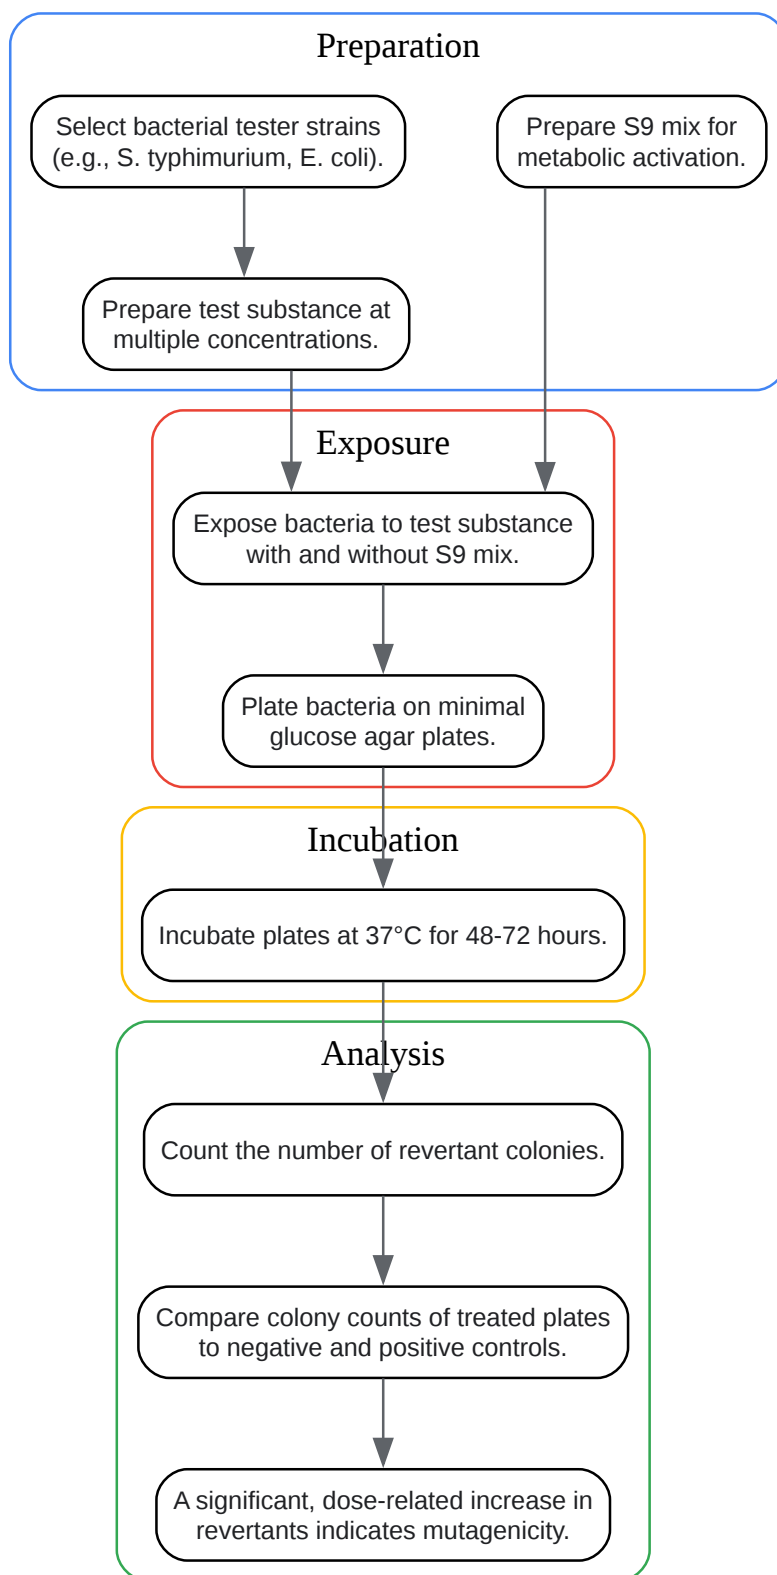 Preparation
Select bacterial tester strains
(e.g., S. typhimurium, E. coli).
Prepare S9 mix for
metabolic activation.
Prepare test substance at
multiple concentrations.
Exposure
Expose bacteria to test substance
with and without S9 mix.
Plate bacteria on minimal
glucose agar plates.
Incubation
Incubate plates at 37°C for 48-72 hours.
Analysis
Count the number of revertant colonies.
Compare colony counts of treated plates
to negative and positive controls.
A significant, dose-related increase in
revertants indicates mutagenicity.